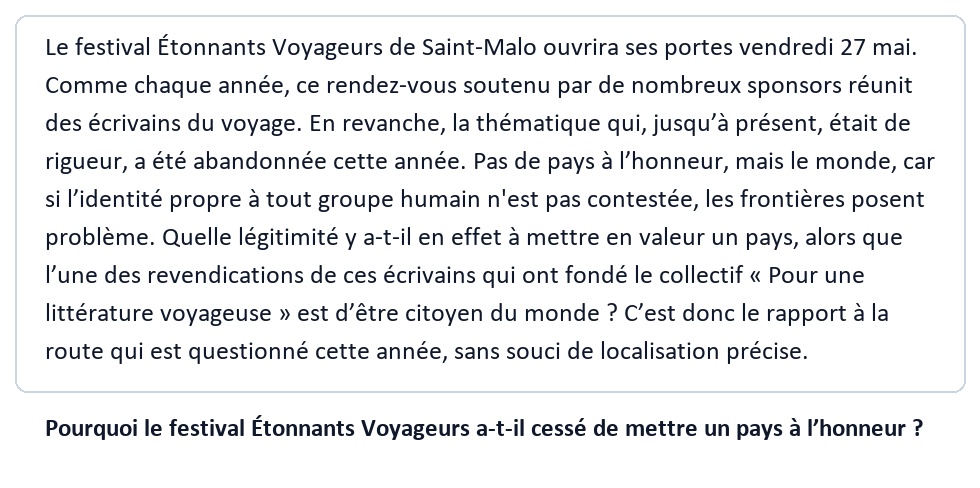 Le festival Étonnants Voyageurs de Saint-Malo ouvrira ses portes vendredi 27 mai.
Comme chaque année, ce rendez-vous soutenu par de nombreux sponsors réunit
des écrivains du voyage. En revanche, la thématique qui, jusqu’à présent, était de
rigueur, a été abandonnée cette année. Pas de pays à l’honneur, mais le monde, car
si l’identité propre à tout groupe humain n'est pas contestée, les frontières posent
problème. Quelle légitimité y a-t-il en effet à mettre en valeur un pays, alors que
l’une des revendications de ces écrivains qui ont fondé le collectif « Pour une
littérature voyageuse » est d’être citoyen du monde ? C’est donc le rapport à la
route qui est questionné cette année, sans souci de localisation précise.
Pourquoi le festival Étonnants Voyageurs a-t-il cessé de mettre un pays à l’honneur ?